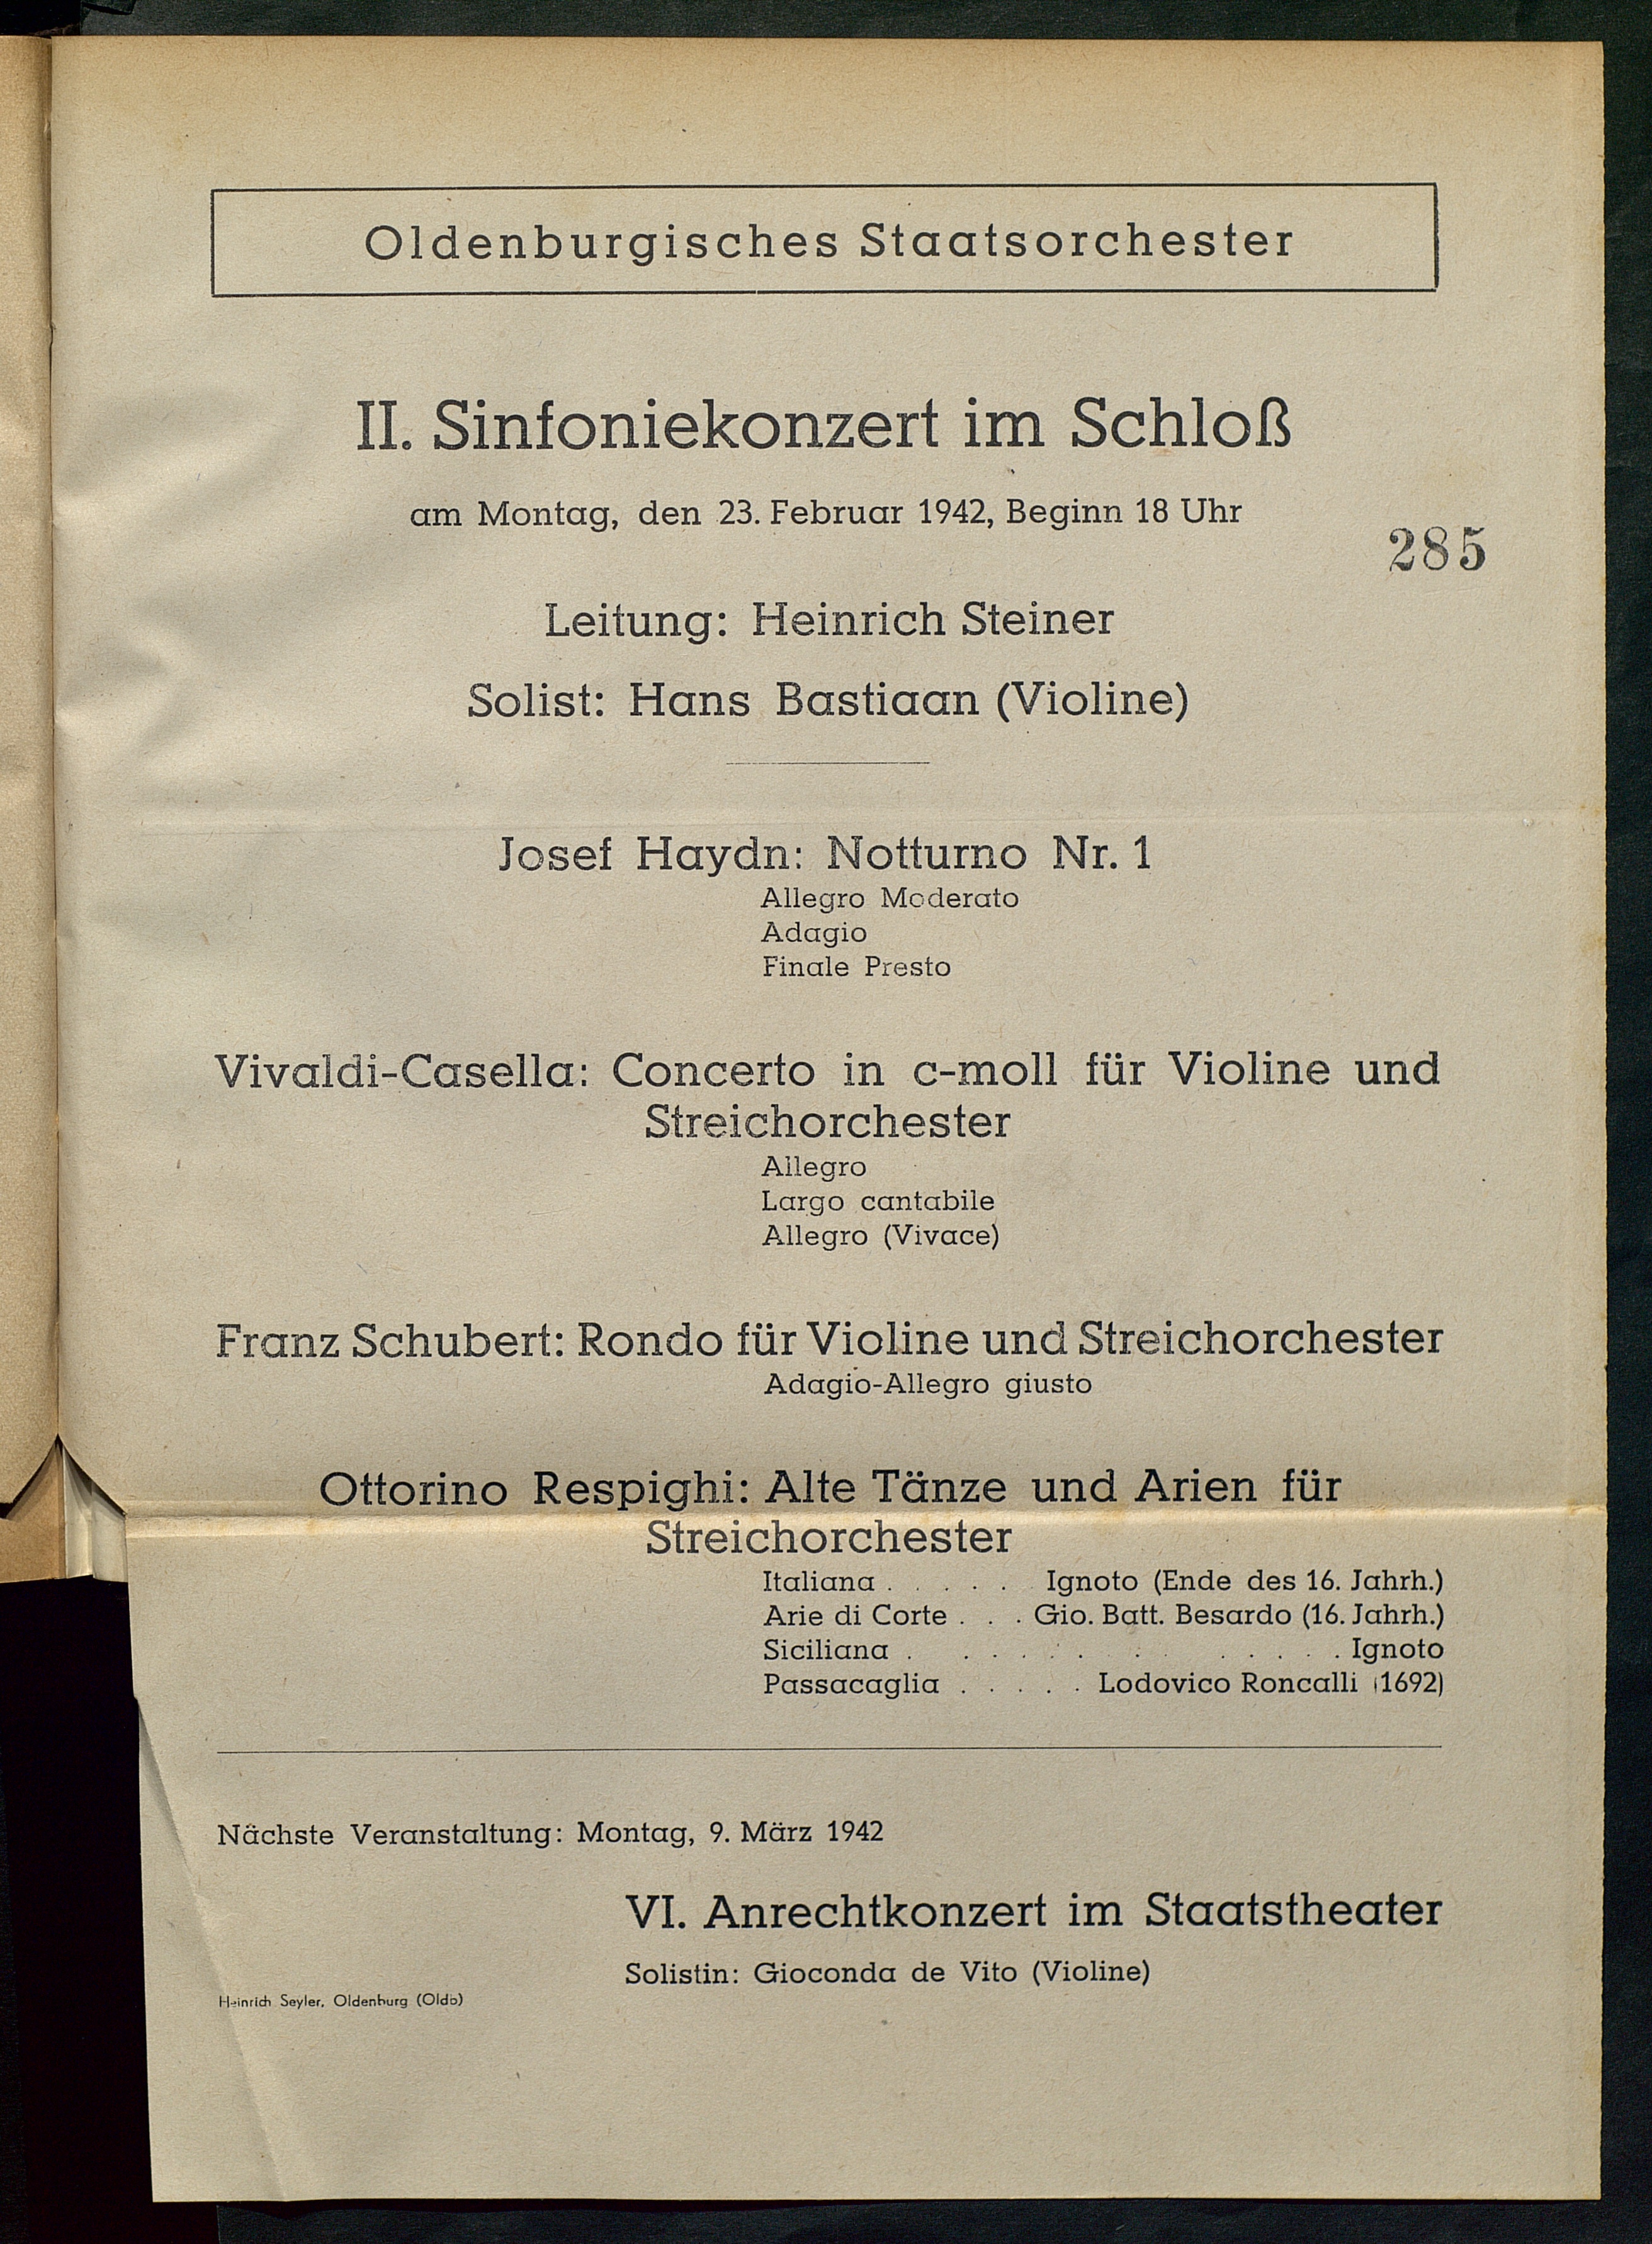 Oldenburgisches Staatsorchester
II. Sinfoniekonzert im Schloß
am Montag, den 23. Februar 1942, Beginn 18 Uhr
285
Leitung: Heinrich Steiner
Solist: Hans Bastiaan (Violine)
Josef Haydn: Notturno Nr. 1
Allegro Moderato
Adagio
Finale Presto
Vivaldi-Casella: Concerto in c-moll für Violine und
Streichorchester
Allegro
Largo cantabile
Allegro (Vivace)
Franz Schubert: Rondo für Violine und Streichorchester
Adagio-Allegro giusto
Ottorino Respighi: Alte Tänze und Arien für
Streichorchester
Italiana . . . . . Ignoto (Ende des 16. Jahrh.)
Arie di Corte . . . Gio. Batt. Besardo (16. Jahrh.)
Siciliana . . . . . . . . . . . . Ignoto
Passacaglia . . . . . Lodovico Roncalli (1692)
Nächste Veranstaltung: Montag, 9. März 1942
VI. Anrechtkonzert im Staatstheater
Solistin: Gioconda de Vito (Violine)
Heinrich Seyler, Oldenburg (Oldb)